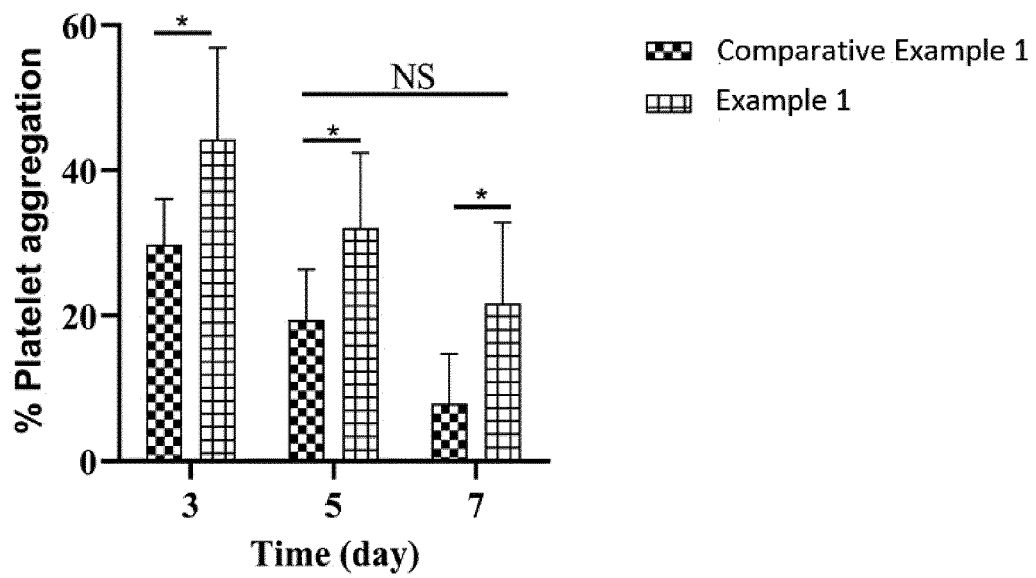 % Platelet aggregation
60
40
20
0
*
NS
*
*
3
5
7
Time (day)
Comparative Example 1
Example 1